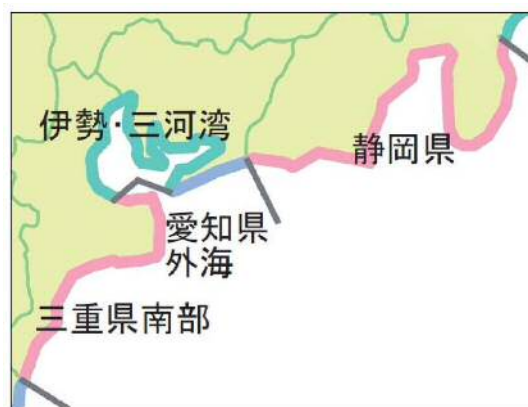 伊勢・三河湾
静岡県
愛知県
外海
三重県南部